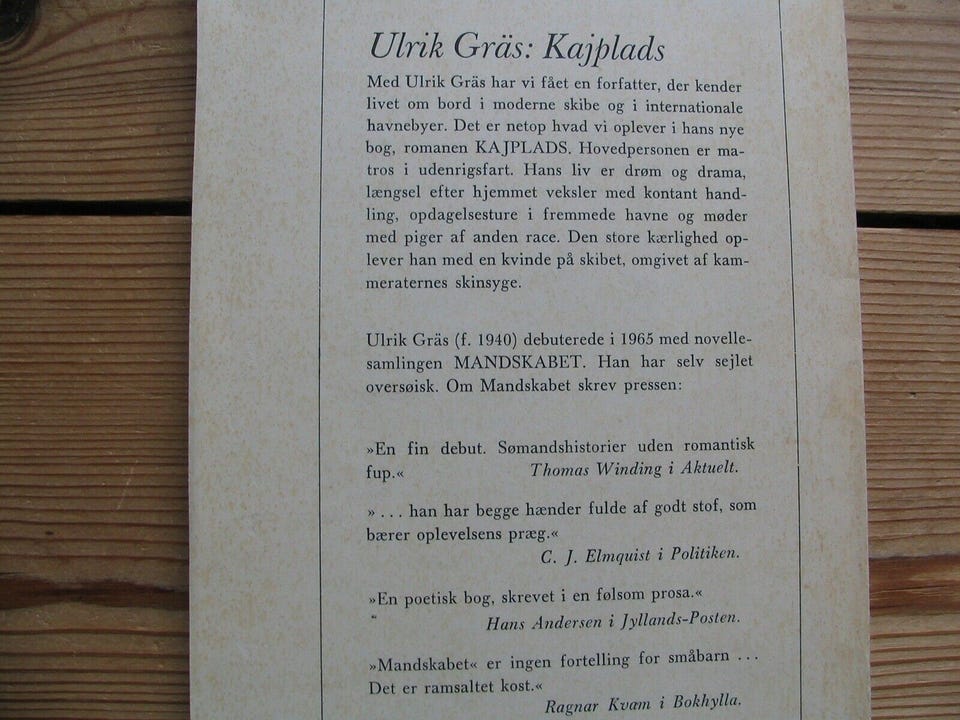 Ulrik Gräs: Kajplads
Med Ulrik Gräs har vi fået en forfatter, der kender
livet om bord i moderne skibe og i internationale
havnebyer. Det er netop hvad vi oplever i hans nye
bog, romanen KAJPLADS. Hovedpersonen er ma-
tros i udenrigsfart. Hans liv er drøm og drama,
længsel efter hjemmet veksler med kontant hand-
ling, opdagelsesture i fremmede havne og møder
med piger af anden race. Den store kærlighed op-
lever han med en kvinde på skibet, omgivet af kam-
meraternes skinsyge.
Ulrik Gräs (f. 1940) debuterede i 1965 med novelle-
samlingen MANDSKABET. Han har selv sejlet
oversøisk. Om Mandskabet skrev pressen:
»En fin debut. Sømandshistorier uden romantisk
fup.« Thomas Winding i Aktuelt.
» . . . han har begge hænder fulde af godt stof, som
bærer oplevelsens præg.«
C. J. Elmquist i Politiken.
»En poetisk bog, skrevet i en følsom prosa.«
Hans Andersen i Jyllands-Posten.
»Mandskabet« er ingen fortelling for småbarn . . .
Det er ramsaltet kost.«
Ragnar Kvam i Bokhylla.